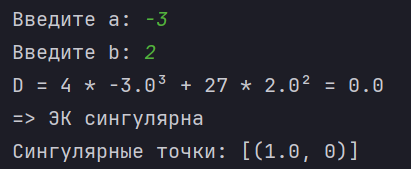 Введите a: -3
Введите b: 2
D = 4 * -3.0³ + 27 * 2.0² = 0.0
=> ЭК сингулярна
Сингулярные точки: [(1.0, 0)]